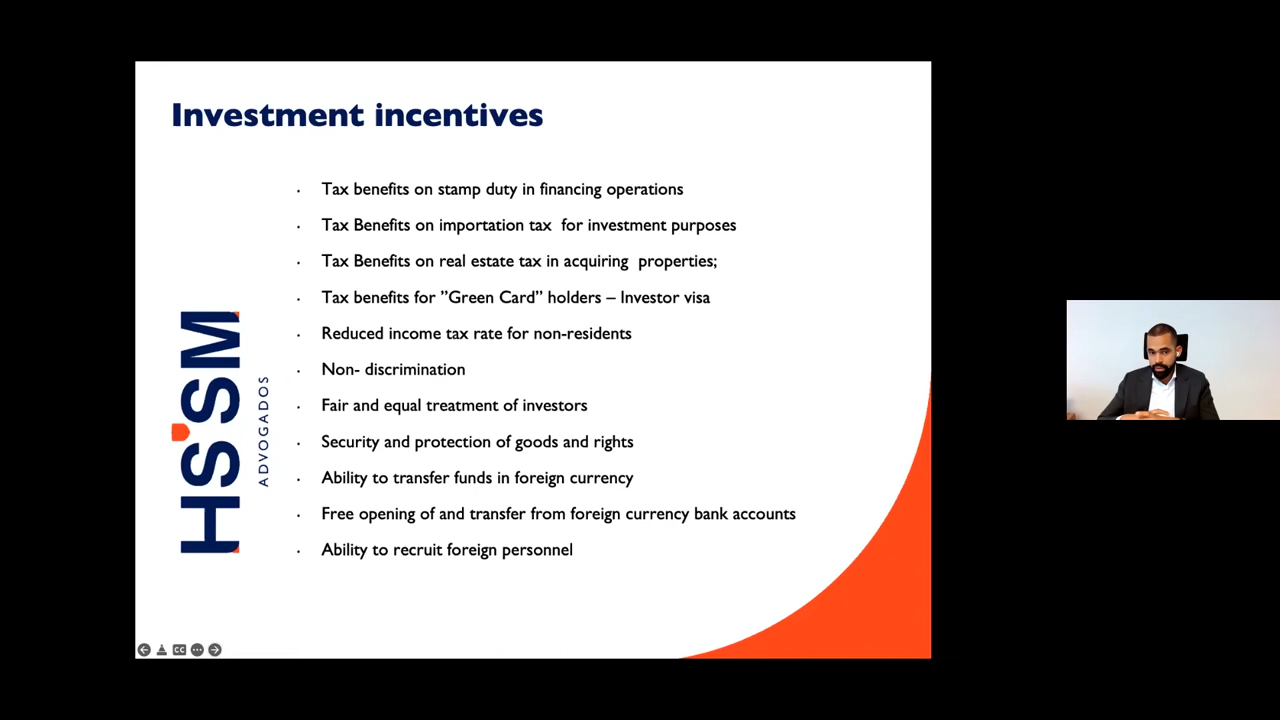 Investment incentives
· Tax benefits on stamp duty in financing operations
· Tax Benefits on importation tax  for investment purposes
· Tax Benefits on real estate tax in acquiring  properties;
· Tax benefits for ”Green Card” holders – Investor visa
· Reduced income tax rate for non-residents
· Non- discrimination
· Fair and equal treatment of investors
· Security and protection of goods and rights
· Ability to transfer funds in foreign currency
· Free opening of and transfer from foreign currency bank accounts
· Ability to recruit foreign personnel
HS'SM
ADVOGADOS
CC